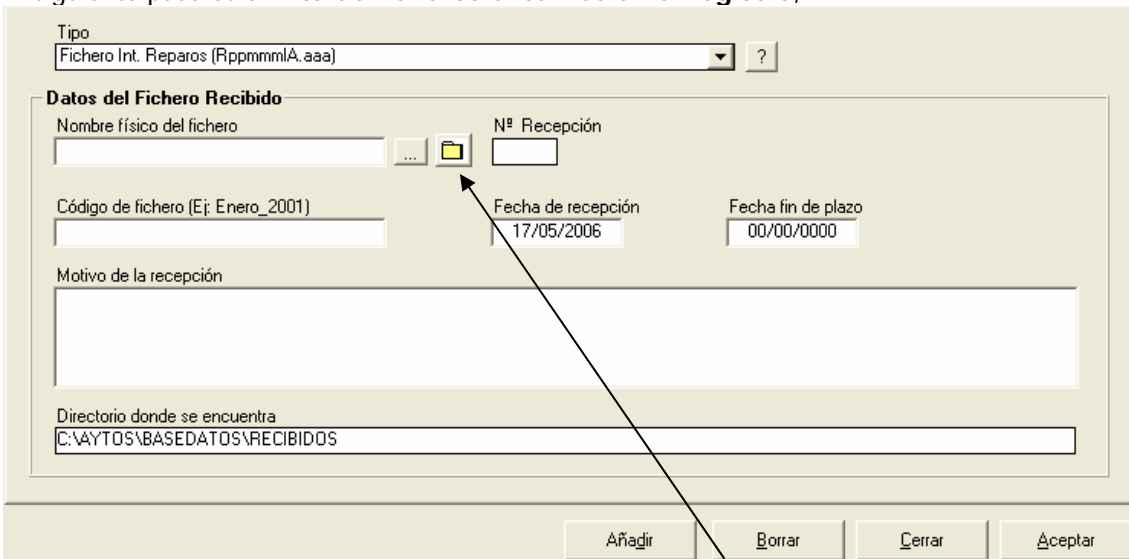 Tipo
Fichero Int. Reparos (RppmmmIA.aaa)
?
Datos del Fichero Recibido
Nombre físico del fichero
Nº Recepción
...
Código de fichero (Ej: Enero_2001)
Fecha de recepción
Fecha fin de plazo
17/05/2006
00/00/0000
Motivo de la recepción
Directorio donde se encuentra
C:\AYTOS\BASEDATOS\RECIBIDOS
Añadir
Borrar
Cerrar
Aceptar